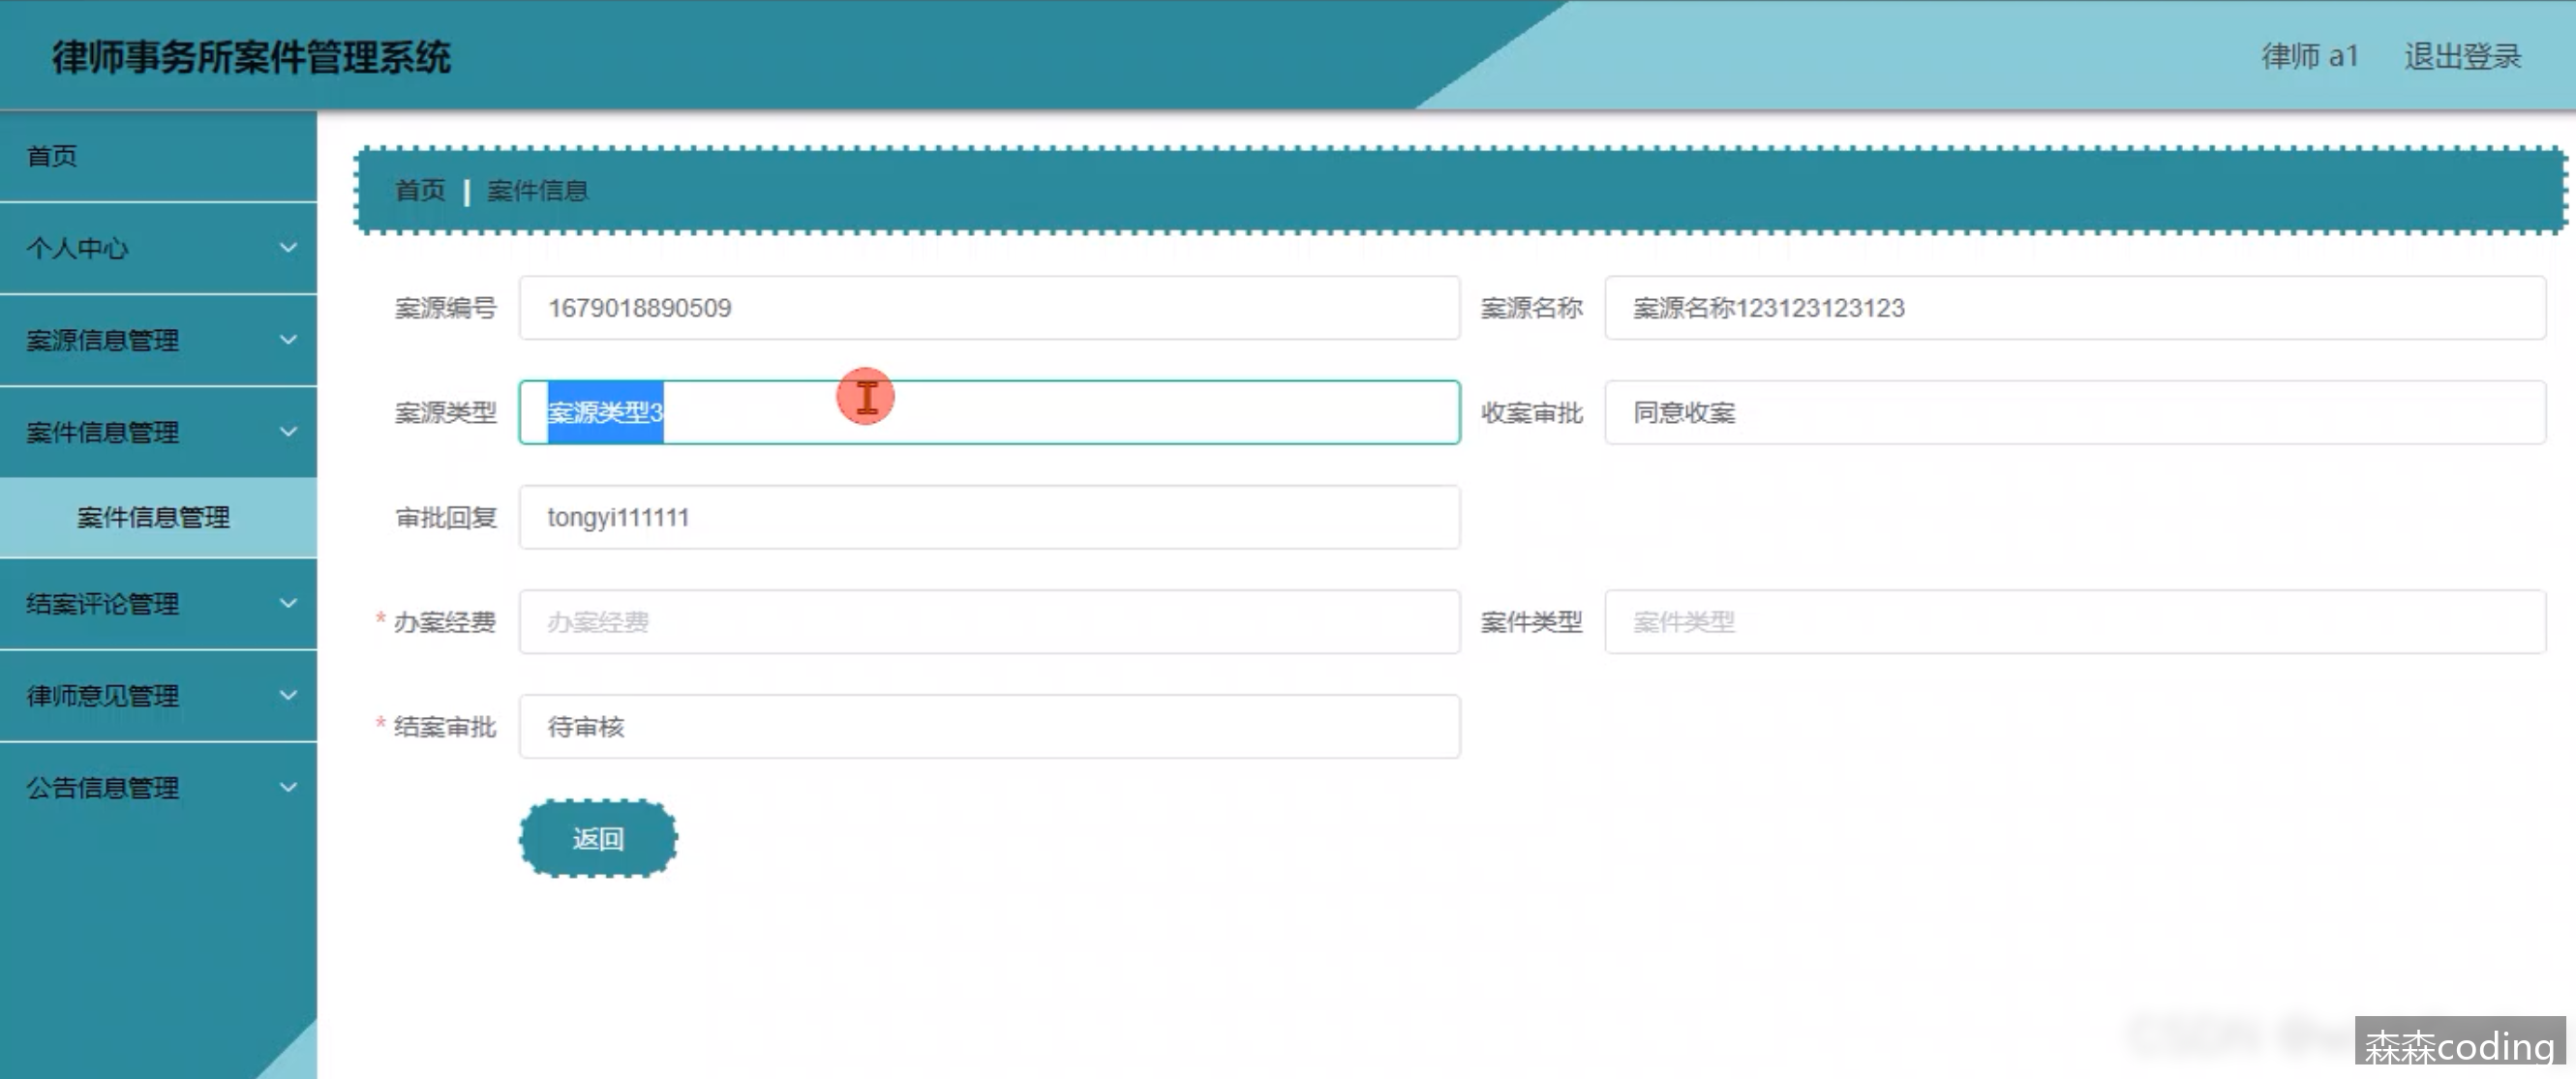 律师事务所案件管理系统
律师 a1 退出登录
首页
个人中心
案源信息管理
案件信息管理
案件信息管理
结案评论管理
律师意见管理
公告信息管理
首页 | 案件信息
案源编号 1679018890509 案源名称 案源名称123123123123
案源类型 案源类型3 收案审批 同意收案
审批回复 tongyi111111
* 办案经费 办案经费 案件类型 案件类型
* 结案审批 待审核
返回
森森coding